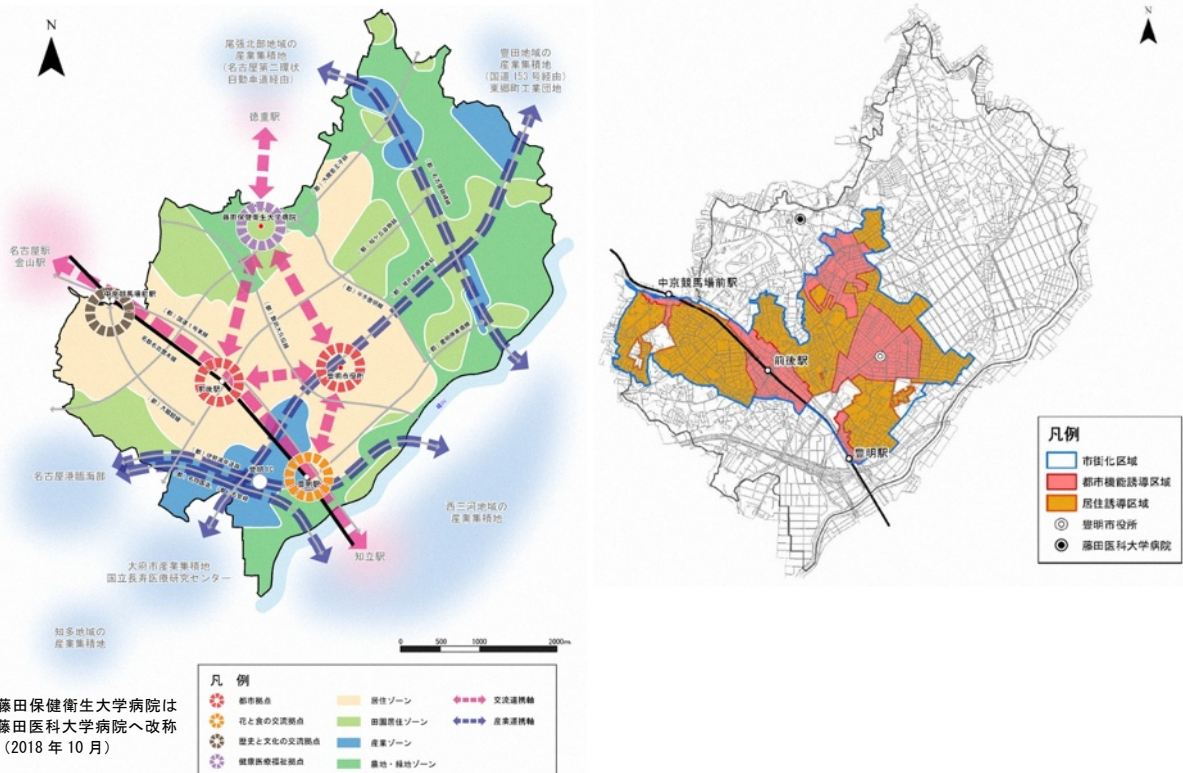 N
尾張北部地域の
産業集積地
(名古屋第二環状
自動車道経由)
豊田地域の
産業集積地
(国道153号経由)
東郷町工業団地
徳重駅
藤田保健衛生大学病院
名古屋駅
金山駅
中京競馬場前駅
前後駅
豊明市役所
名古屋港臨海部
豊明IC
豊明駅
西三河地域の
産業集積地
知立駅
大府市産業集積地
国立長寿医療研究センター
知多地域の
産業集積地
0 500 1000 2000m
藤田保健衛生大学病院は
藤田医科大学病院へ改称
(2018年10月)
凡 例
都市拠点
花と食の交流拠点
歴史と文化の交流拠点
健康医療福祉拠点
居住ゾーン
田園居住ゾーン
産業ゾーン
農地・緑地ゾーン
交流連携軸
産業連携軸
N
中京競馬場前駅
前後駅
豊明駅
凡例
市街化区域
都市機能誘導区域
居住誘導区域
豊明市役所
藤田医科大学病院